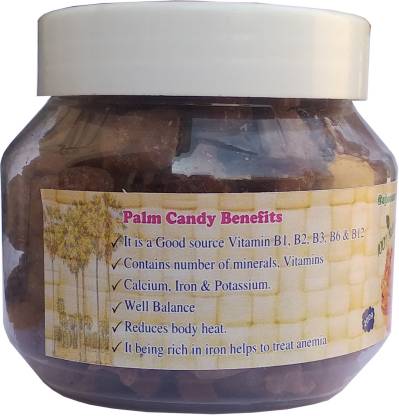 Palm Candy Benefits
✓It is a Good source Vitamin B1, B2, B3, B6 & B12
✓Contains number of minerals, Vitamins
✓Calcium, Iron & Potassium.
✓Well Balance
✓Reduces body heat.
✓It being rich in iron helps to treat anemia